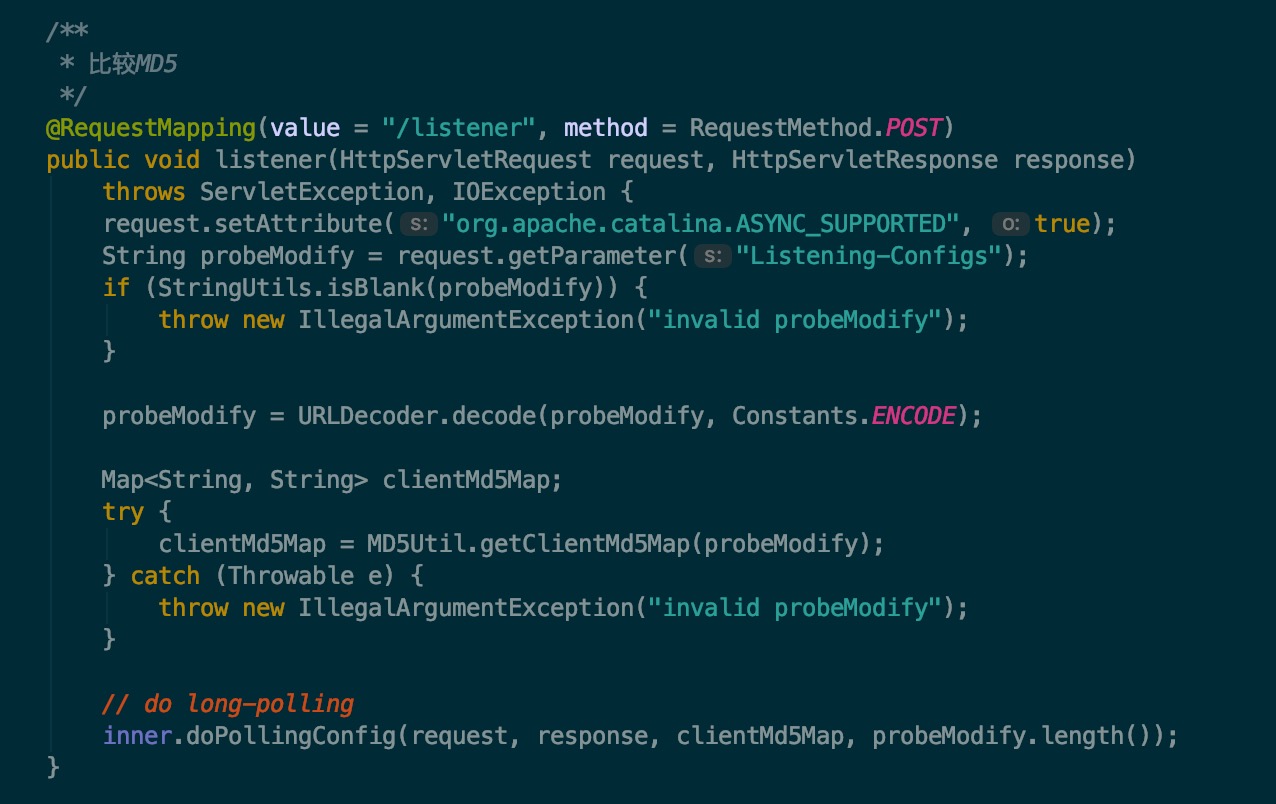 /**
 * 比较MD5
 */
@RequestMapping(value = "/listener", method = RequestMethod.POST)
public void listener(HttpServletRequest request, HttpServletResponse response)
    throws ServletException, IOException {
    request.setAttribute( s: "org.apache.catalina.ASYNC_SUPPORTED", o: true);
    String probeModify = request.getParameter( s: "Listening-Configs");
    if (StringUtils.isBlank(probeModify)) {
        throw new IllegalArgumentException("invalid probeModify");
    }

    probeModify = URLDecoder.decode(probeModify, Constants.ENCODE);

    Map<String, String> clientMd5Map;
    try {
        clientMd5Map = MD5Util.getClientMd5Map(probeModify);
    } catch (Throwable e) {
        throw new IllegalArgumentException("invalid probeModify");
    }

    // do long-polling
    inner.doPollingConfig(request, response, clientMd5Map, probeModify.length());
}